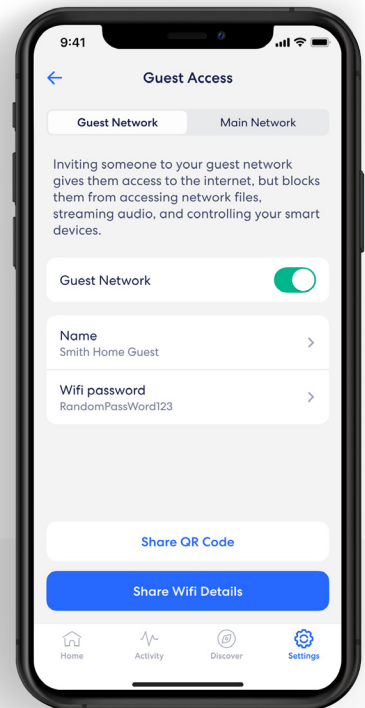 9:41
Guest Access
Guest Network Main Network
Inviting someone to your guest network
gives them access to the internet, but blocks
them from accessing network files,
streaming audio, and controlling your smart
devices.
Guest Network
Name
Smith Home Guest
Wifi password
RandomPassWord123
Share QR Code
Share Wifi Details
Home Activity Discover Settings